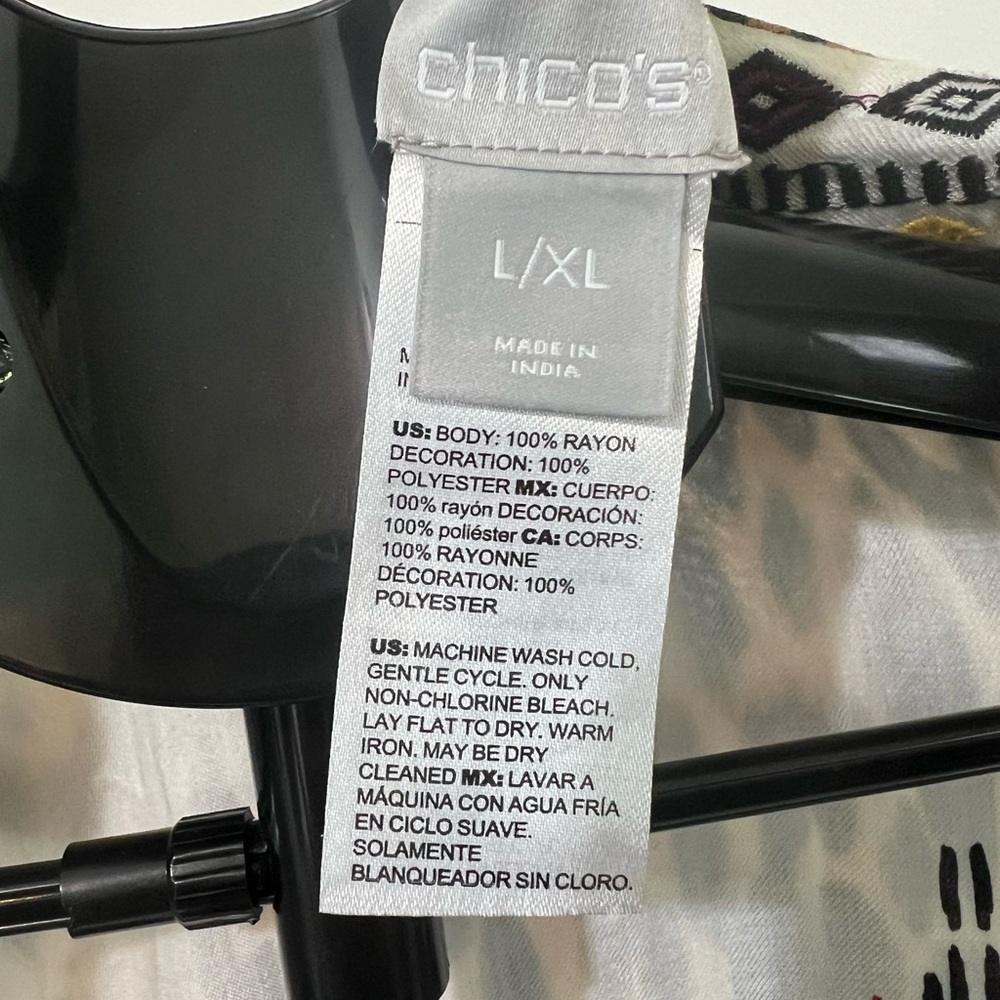 chico's®
L/XL
MADE IN
INDIA
US: BODY: 100% RAYON
DECORATION: 100%
POLYESTER MX: CUERPO:
100% rayón DECORACIÓN:
100% poliéster CA: CORPS:
100% RAYONNE
DÉCORATION: 100%
POLYESTER
US: MACHINE WASH COLD,
GENTLE CYCLE. ONLY
NON-CHLORINE BLEACH.
LAY FLAT TO DRY. WARM
IRON. MAY BE DRY
CLEANED MX: LAVAR A
MÁQUINA CON AGUA FRÍA
EN CICLO SUAVE.
SOLAMENTE
BLANQUEADOR SIN CLORO.